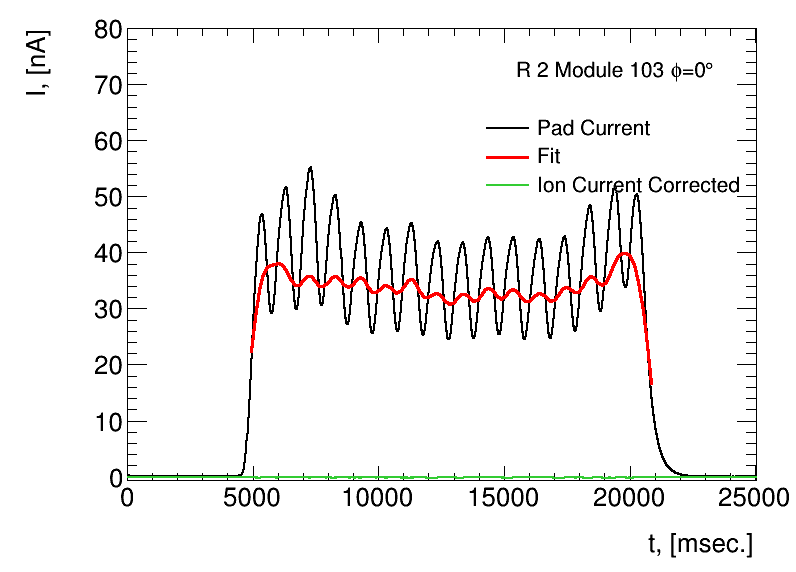 I, [nA]
80
70
60
50
40
30
20
10
0
R 2 Module 103 ϕ=0°
Pad Current
Fit
Ion Current Corrected
0 5000 10000 15000 20000 25000
t, [msec.]